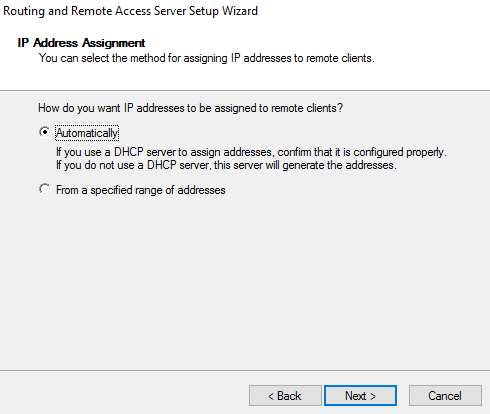 Routing and Remote Access Server Setup Wizard
IP Address Assignment
You can select the method for assigning IP addresses to remote clients.
How do you want IP addresses to be assigned to remote clients?
Automatically
If you use a DHCP server to assign addresses, confirm that it is configured properly.
If you do not use a DHCP server, this server will generate the addresses.
From a specified range of addresses
< Back Next > Cancel